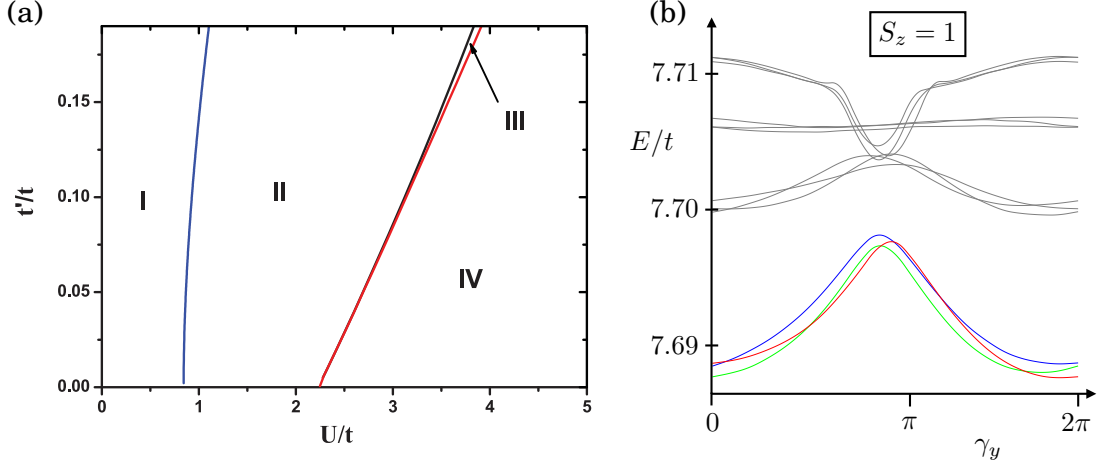 (a)
t'/t
0.15
0.10
0.05
0.00
I
II
III
IV
0
1
2
3
4
5
U/t
(b)
S_z = 1
E/t
7.71
7.70
7.69
0
π
2π
γ_y